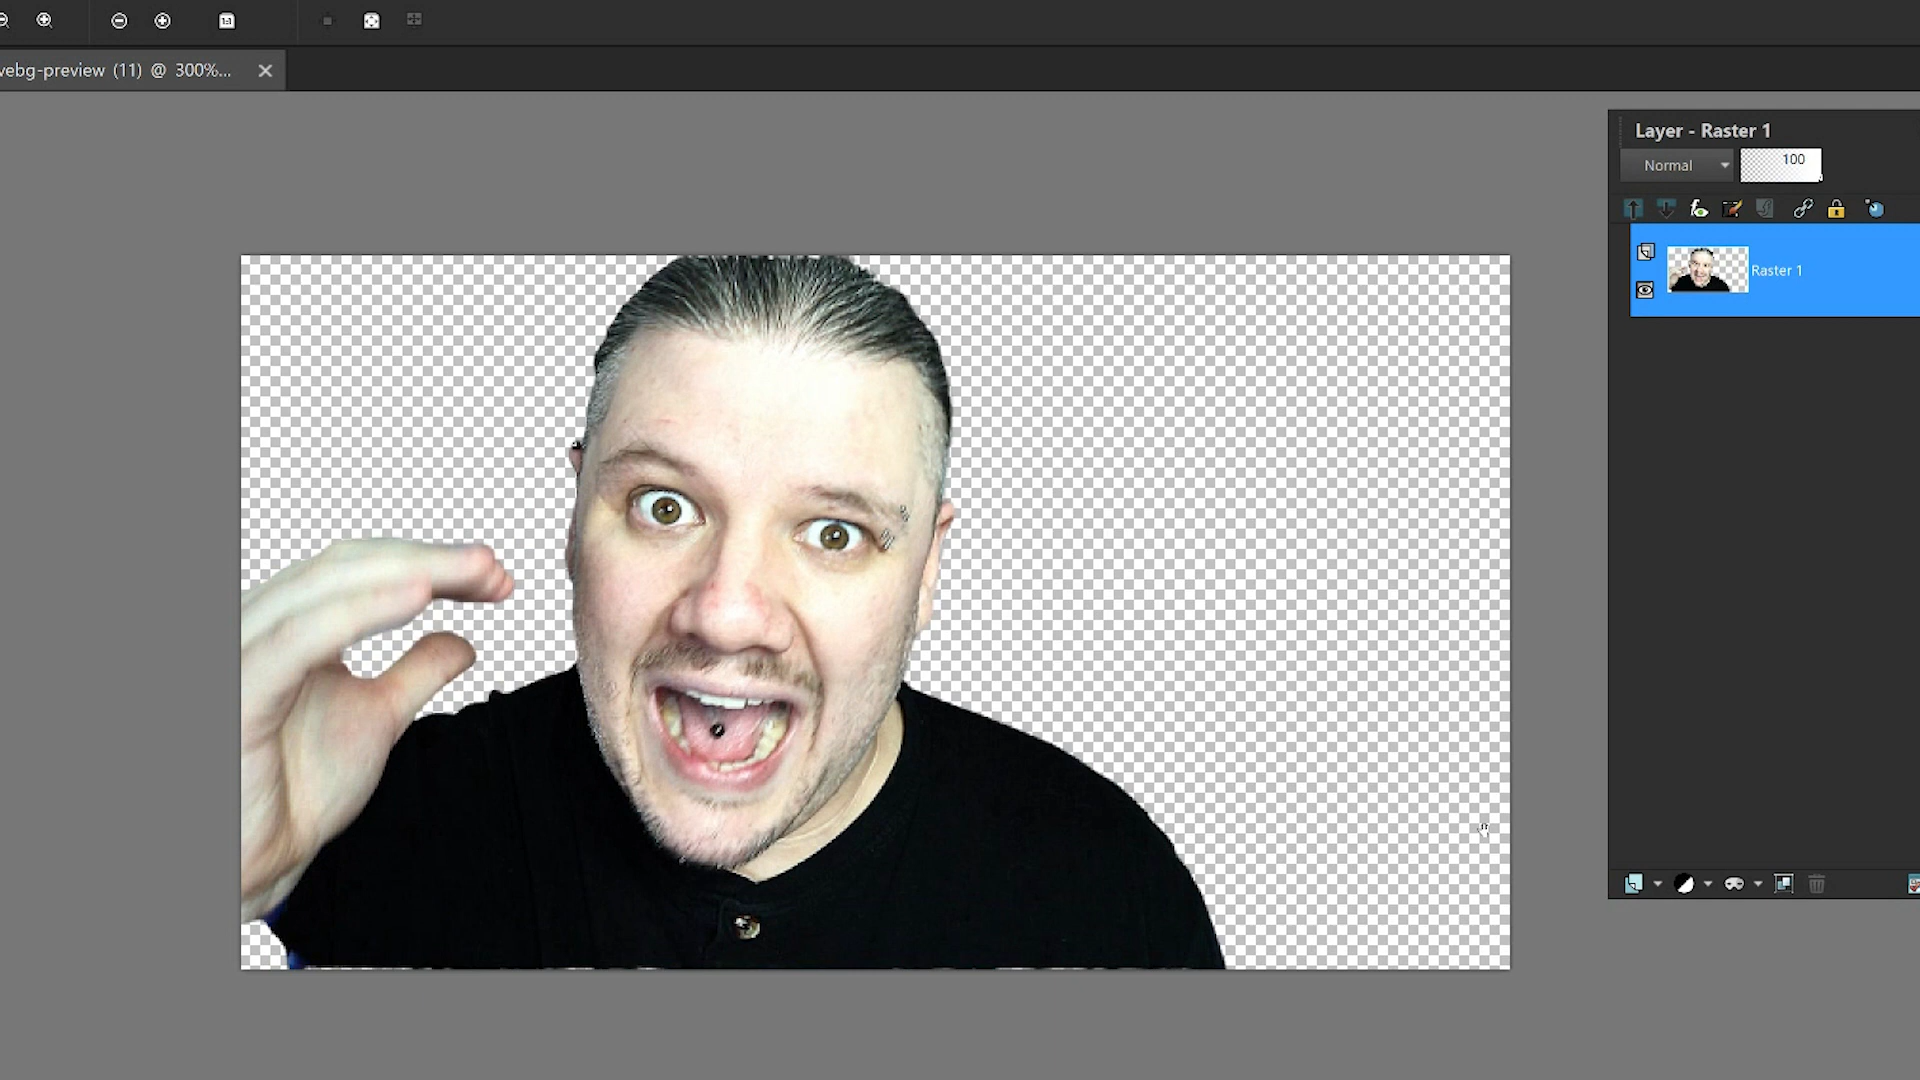 vebg-preview (11) @ 300%...
Layer - Raster 1
Normal
100
Raster 1